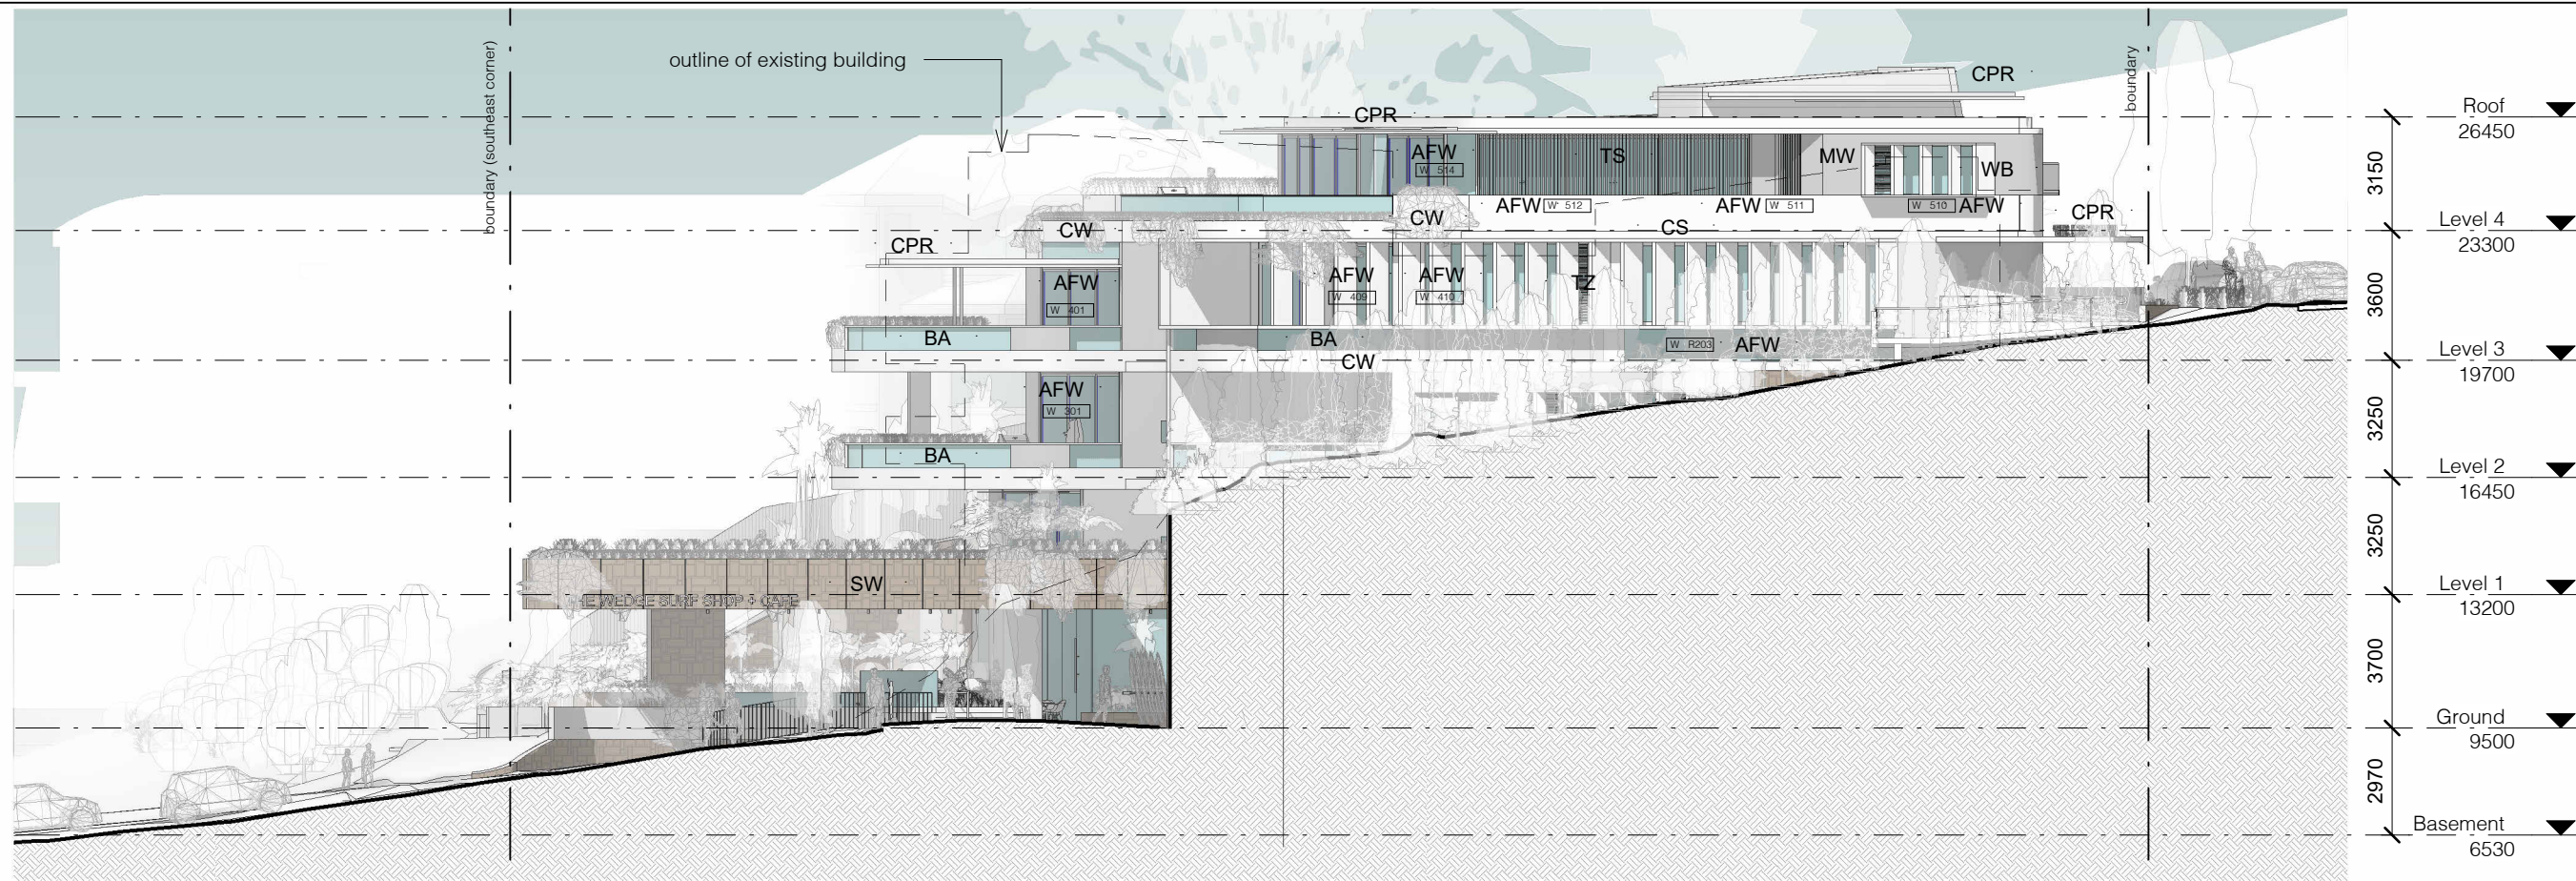 outline of existing building
boundary (southeast corner)
boundary
CPR
CPR
AFW
W 514
TS
MW
WB
AFW W 512
AFW W 511
W 510 AFW
CW
CW
CS
CPR
CPR
AFW
W 401
AFW
W 409
AFW
W 410
TZ
BA
BA
W R203 AFW
CW
AFW
W 301
BA
SW
THE WEDGE SURF SHOP + CAFE
Roof
26450
3150
Level 4
23300
3600
Level 3
19700
3250
Level 2
16450
3250
Level 1
13200
3700
Ground
9500
2970
Basement
6530